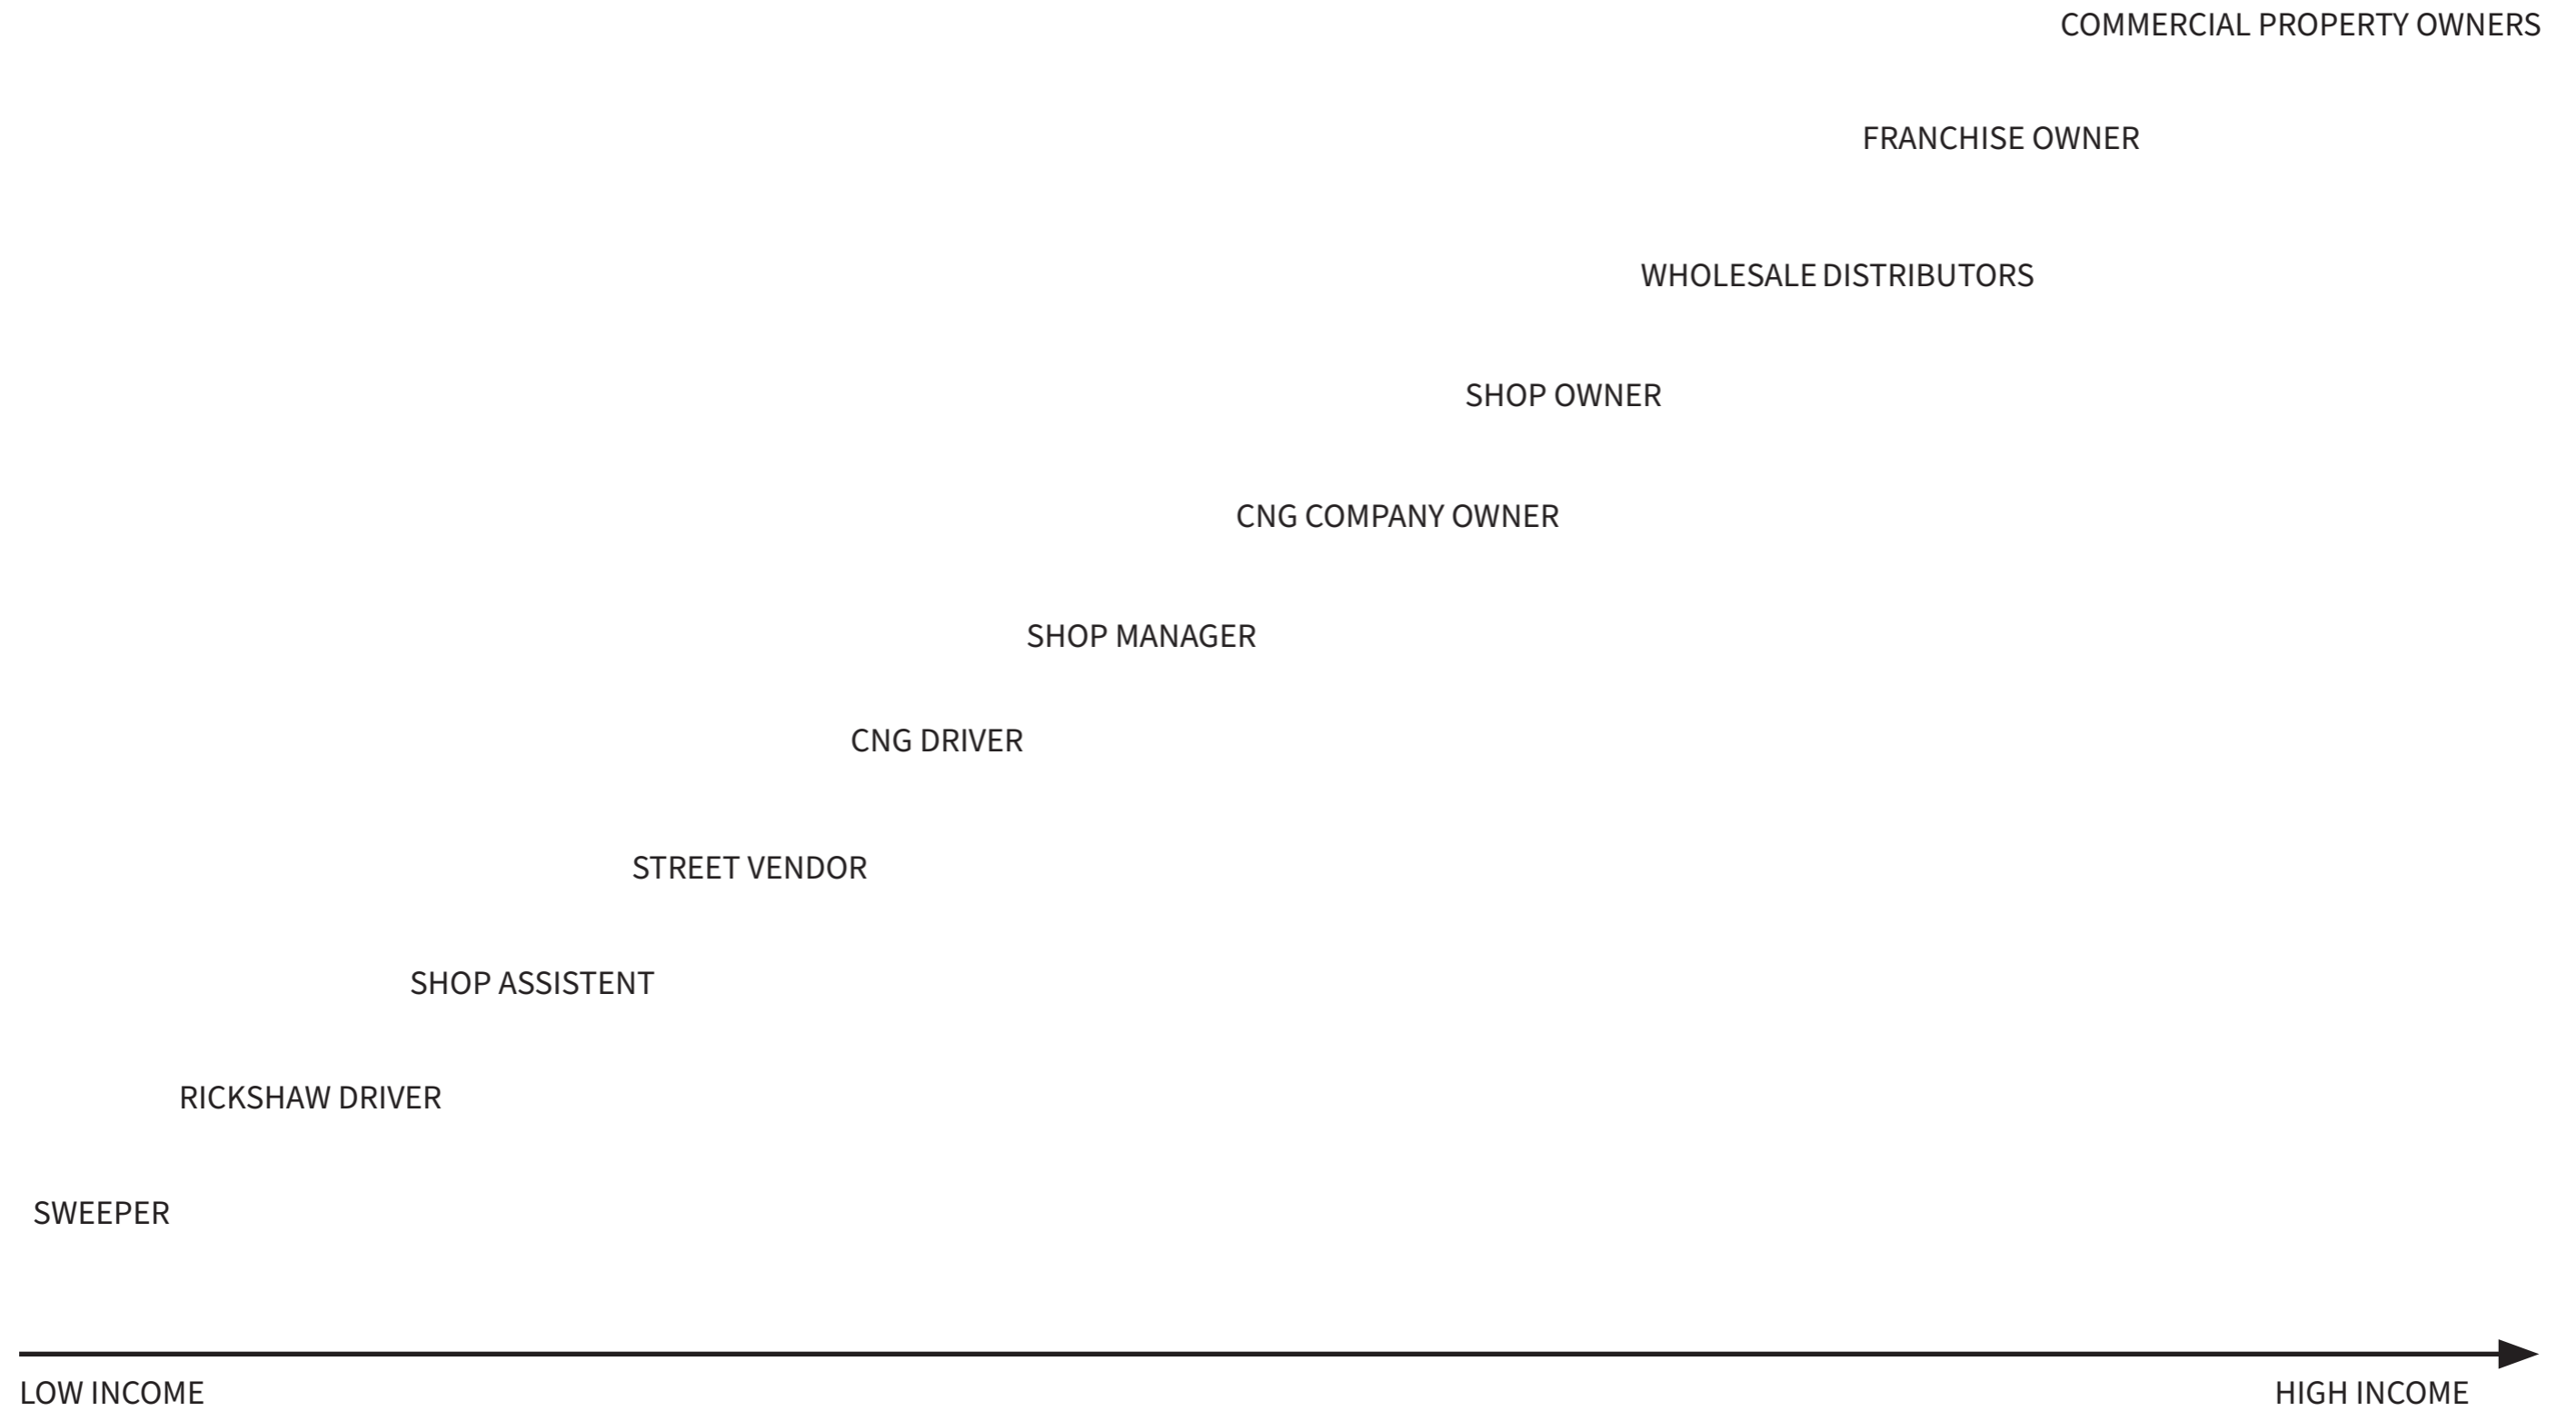 COMMERCIAL PROPERTY OWNERS
FRANCHISE OWNER
WHOLESALE DISTRIBUTORS
SHOP OWNER
CNG COMPANY OWNER
SHOP MANAGER
CNG DRIVER
STREET VENDOR
SHOP ASSISTENT
RICKSHAW DRIVER
SWEEPER
LOW INCOME
HIGH INCOME